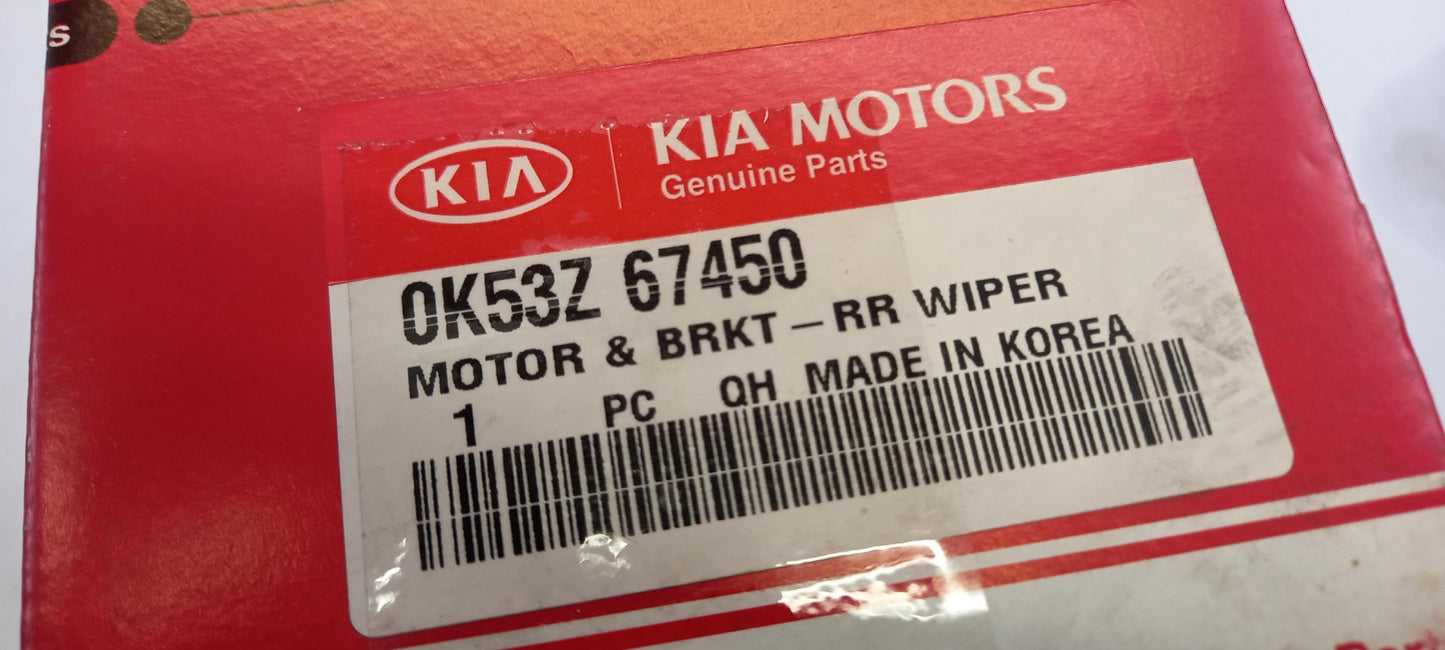 s
KIA
KIA MOTORS
Genuine Parts
0K53Z 67450
MOTOR & BRKT – RR WIPER
1 PC QH MADE IN KOREA